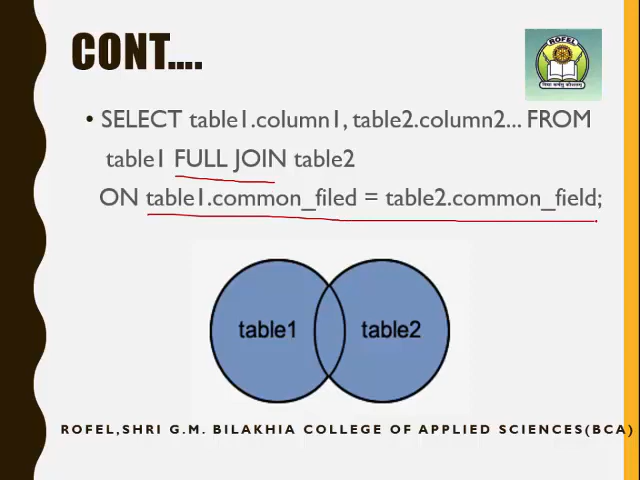 CONT....
ROFEL
• SELECT table1.column1, table2.column2... FROM
table1 FULL JOIN table2
ON table1.common_filed = table2.common_field;
table1 table2
ROFEL,SHRI G.M. BILAKHIA COLLEGE OF APPLIED SCIENCES(BCA)